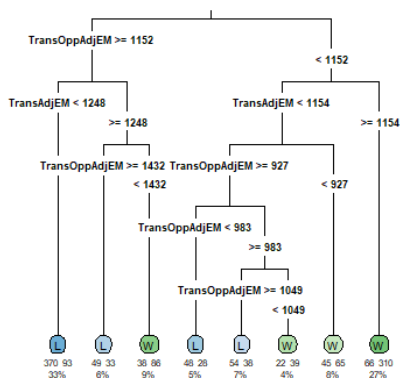 TransOppAdjEM >= 1152
< 1152
TransAdjEM < 1248
TransAdjEM < 1154
>= 1248
>= 1154
TransOppAdjEM >= 1432
TransOppAdjEM >= 927
< 1432
< 927
TransOppAdjEM < 983
>= 983
TransOppAdjEM >= 1049
< 1049
L L W L L W W W
370 93 49 33 38 86 48 28 54 38 22 39 45 65 66 310
33% 6% 9% 5% 7% 4% 8% 27%